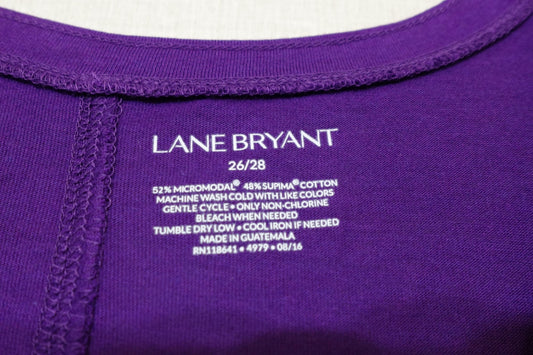 LANE BRYANT
26/28
52% MICROMODAL® 48% SUPIMA® COTTON
MACHINE WASH COLD WITH LIKE COLORS
GENTLE CYCLE • ONLY NON-CHLORINE
BLEACH WHEN NEEDED
TUMBLE DRY LOW • COOL IRON IF NEEDED
MADE IN GUATEMALA
RN118641 • 4979 • 08/16